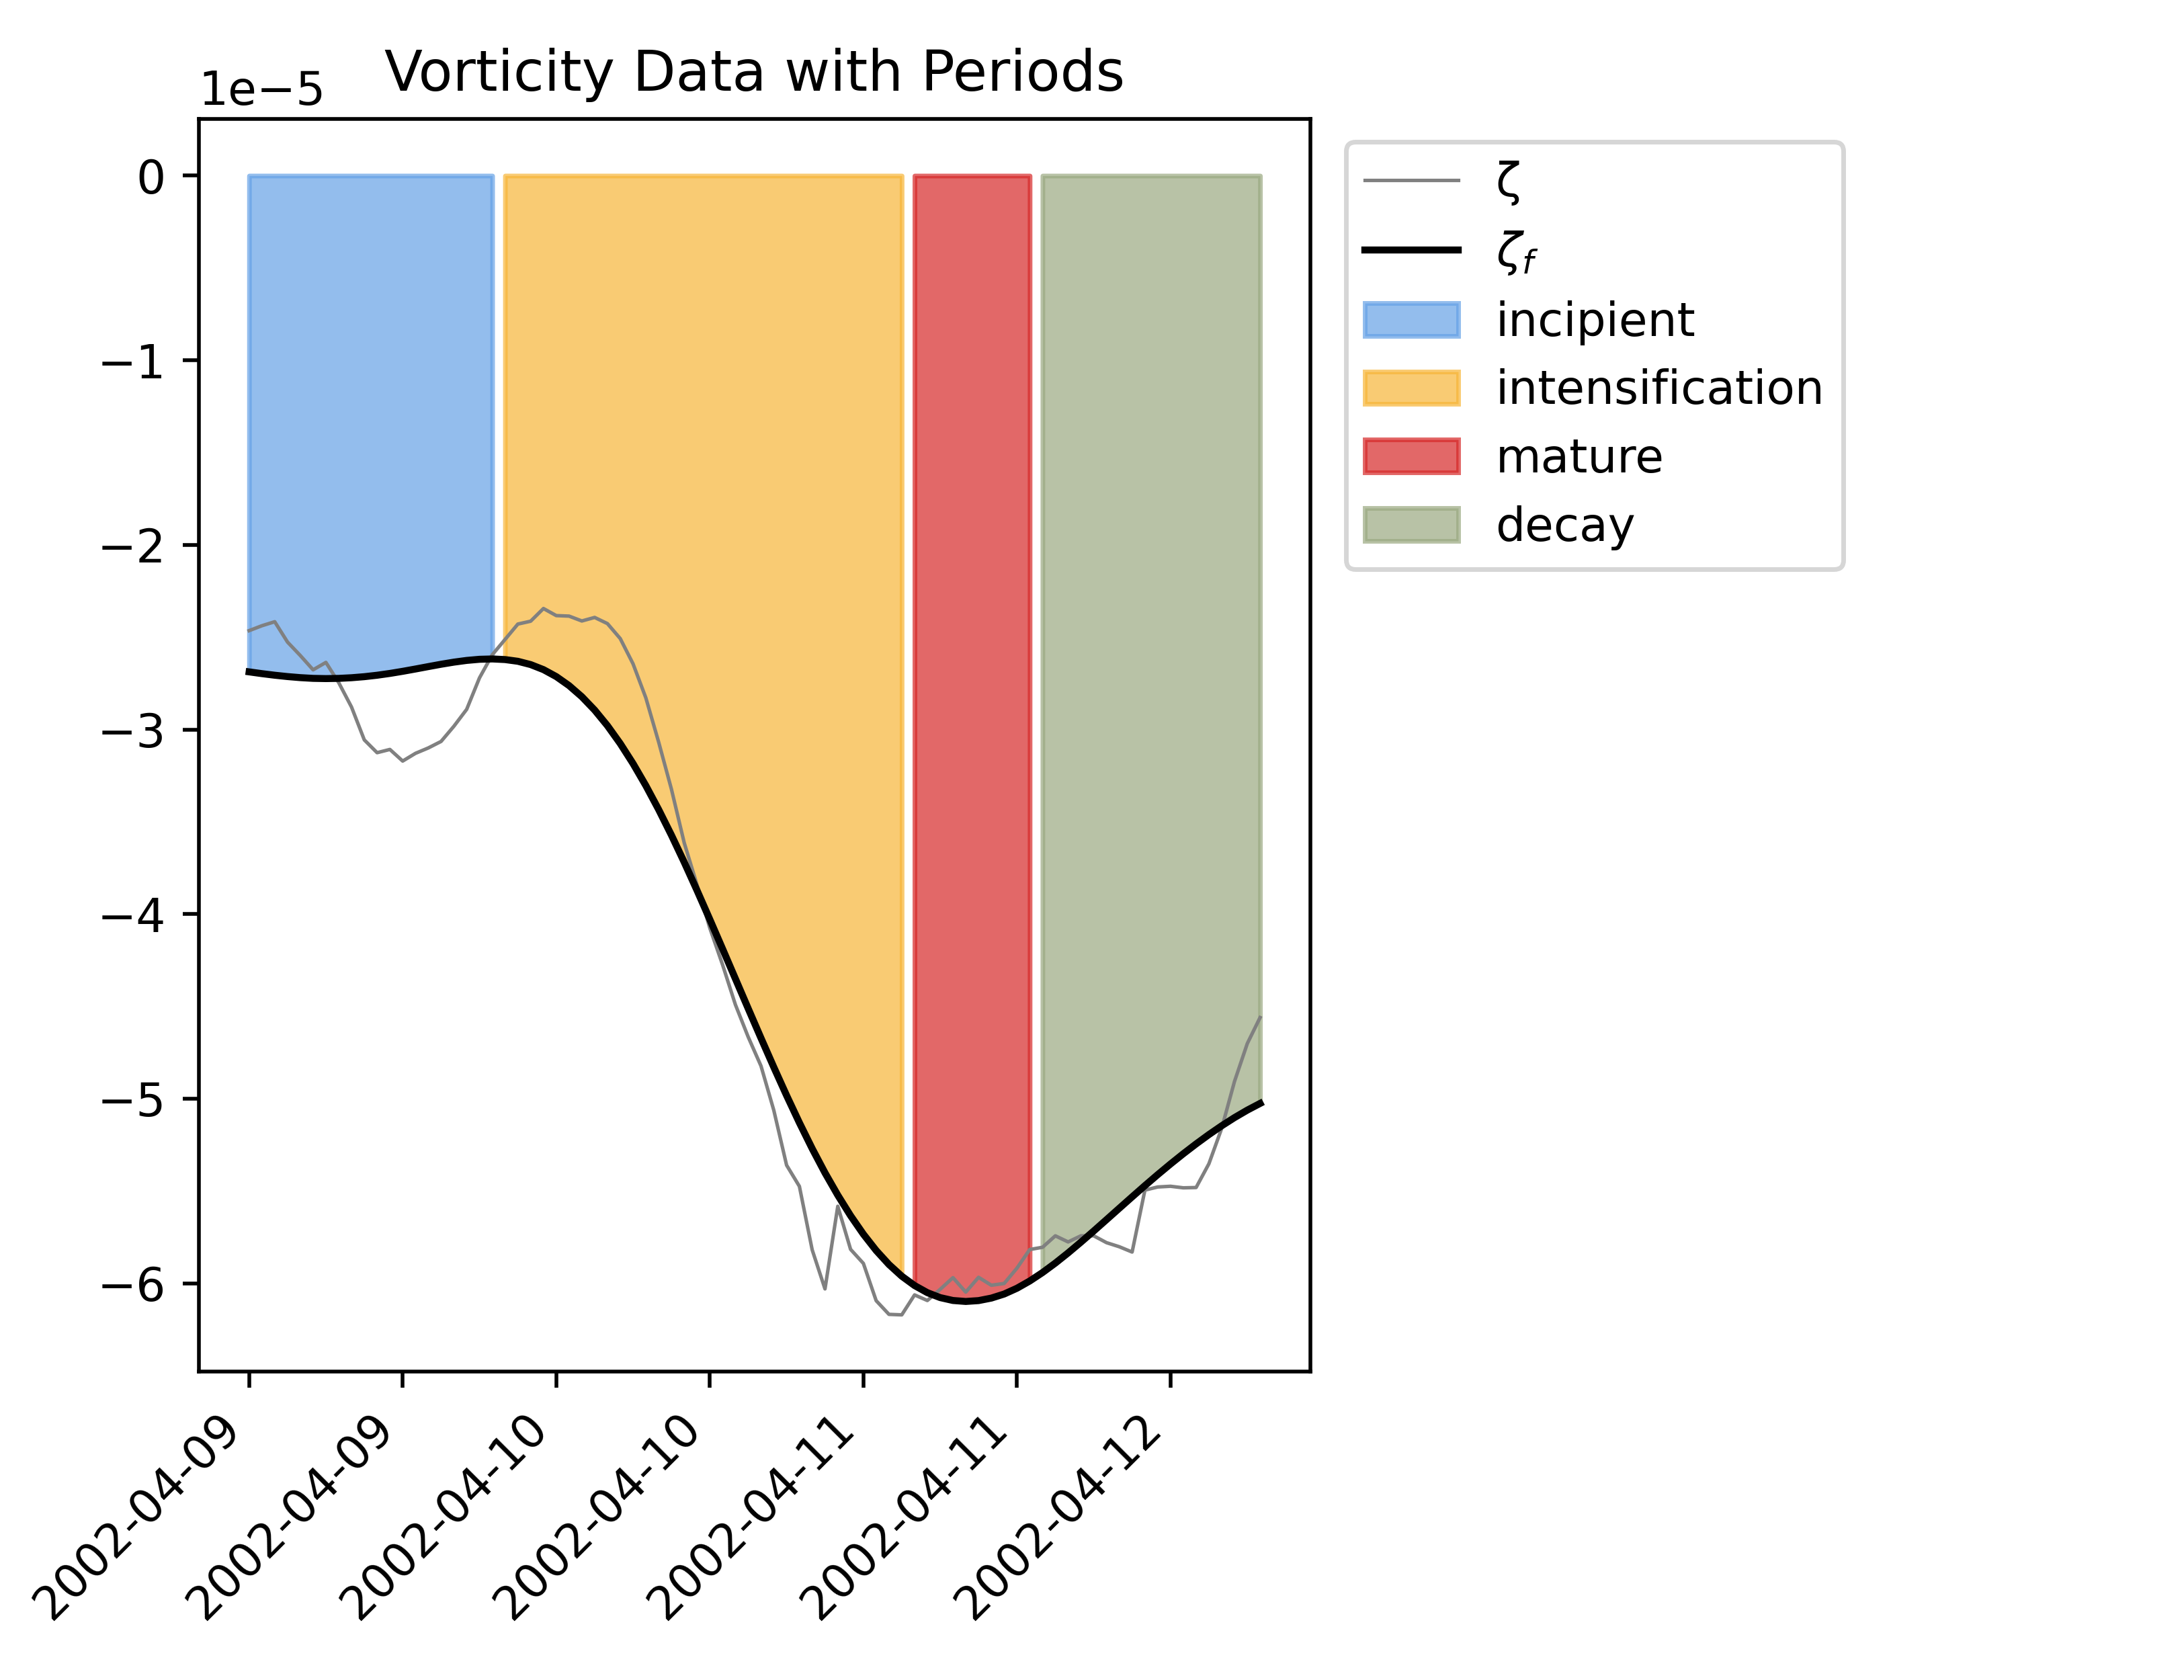 Vorticity Data with Periods
1e−5
0
−1
−2
−3
−4
−5
−6
2002-04-09
2002-04-09
2002-04-10
2002-04-10
2002-04-11
2002-04-11
2002-04-12
ζ
ζf
incipient
intensification
mature
decay